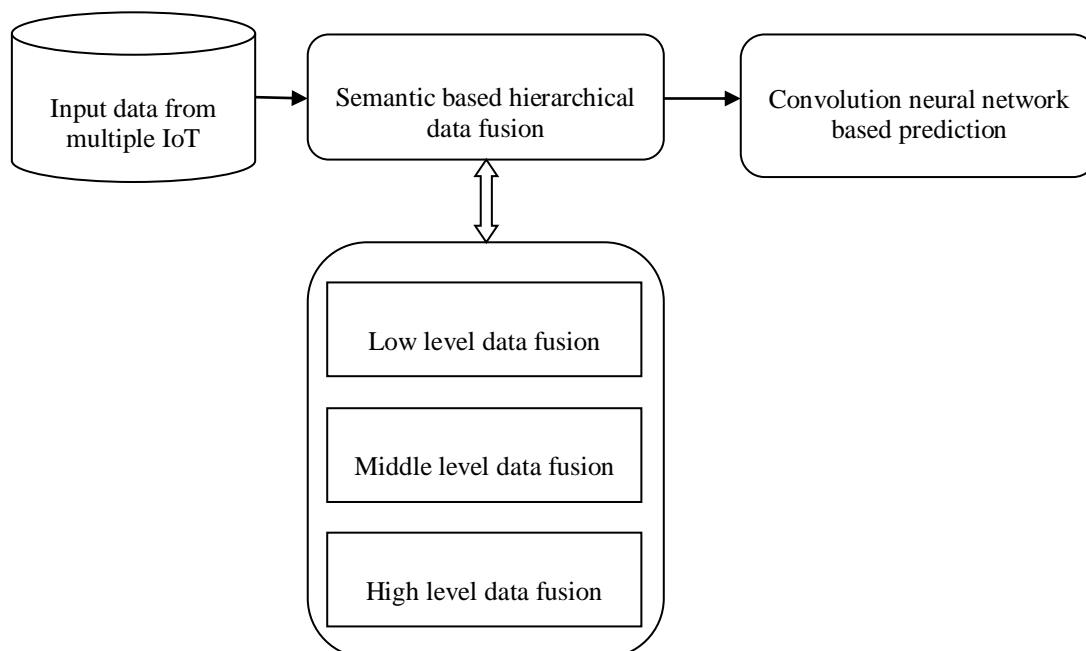 Input data from
multiple IoT
Semantic based hierarchical
data fusion
Convolution neural network
based prediction
Low level data fusion
Middle level data fusion
High level data fusion